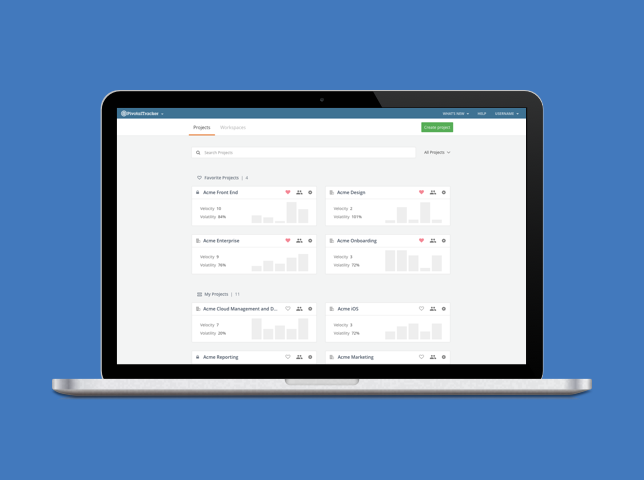 PivotalTracker
WHAT'S NEW
HELP
USERNAME
Projects
Workspaces
Create project
Search Projects
All Projects
Favorite Projects | 4
Acme Front End
Velocity 10
Volatility 84%
Acme Design
Velocity 2
Volatility 101%
Acme Enterprise
Velocity 9
Volatility 76%
Acme Onboarding
Velocity 3
Volatility 72%
My Projects | 11
Acme Cloud Management and D...
Velocity 1
Volatility 20%
Acme iOS
Velocity 3
Volatility 72%
Acme Reporting
Acme Marketing